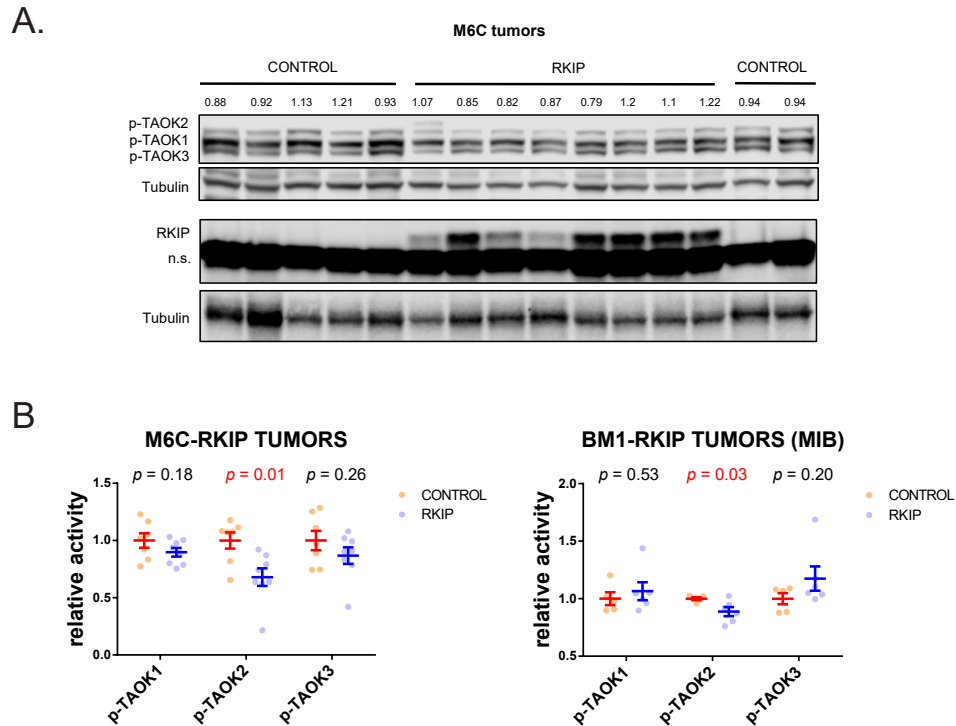 A.
M6C tumors
CONTROL RKIP CONTROL
0.88 0.92 1.13 1.21 0.93 1.07 0.85 0.82 0.87 0.79 1.2 1.1 1.22 0.94 0.94
p-TAOK2
p-TAOK1
p-TAOK3
Tubulin
RKIP
n.s.
Tubulin
B.
M6C-RKIP TUMORS
p = 0.18 p = 0.01 p = 0.26
CONTROL
RKIP
relative activity
1.5
1.0
0.5
0.0
p-TAOK1
p-TAOK2
p-TAOK3
BM1-RKIP TUMORS (MIB)
p = 0.53 p = 0.03 p = 0.20
CONTROL
RKIP
relative activity
2.0
1.5
1.0
0.5
p-TAOK1
p-TAOK2
p-TAOK3